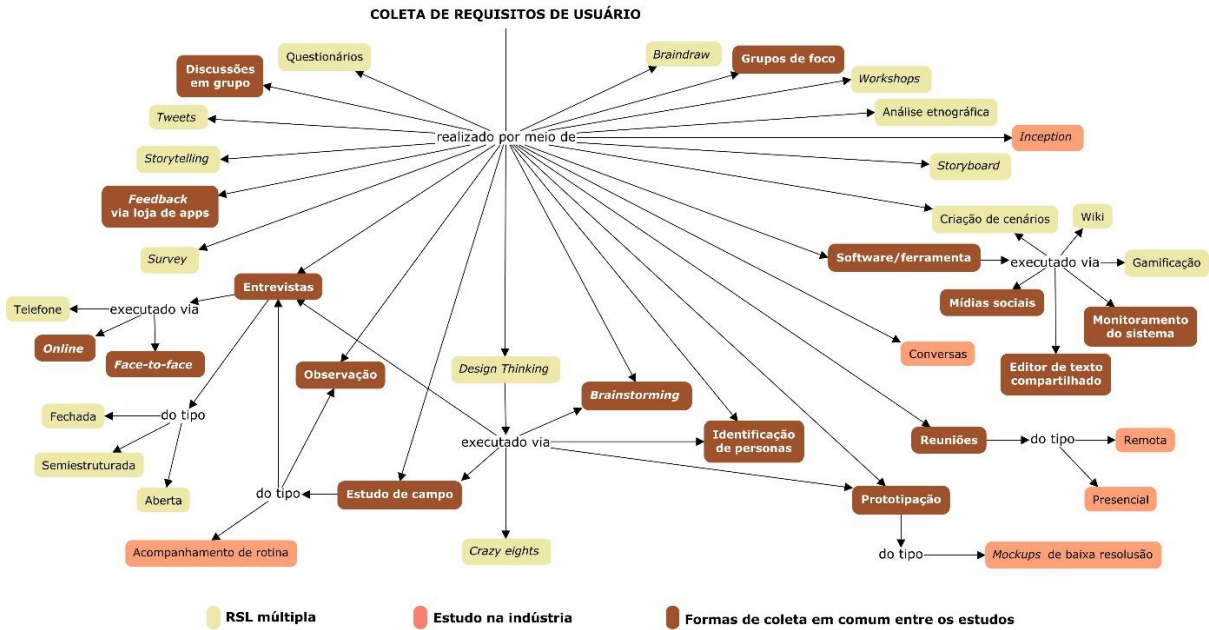 COLETA DE REQUISITOS DE USUÁRIO
Questionários
Braindraw
Grupos de foco
Discussões
em grupo
Workshops
Tweets
Análise etnográfica
realizado por meio de
Inception
Storytelling
Storyboard
Feedback
via loja de apps
Criação de cenários
Wiki
Survey
Software/ferramenta
executado via
Gamificação
Entrevistas
Telefone
executado via
Mídias sociais
Monitoramento
do sistema
Online
Face-to-face
Observação
Design Thinking
Conversas
Editor de texto
compartilhado
Brainstorming
Fechada
do tipo
executado via
Identificação
de personas
Reuniões
do tipo
Remota
Semiestruturada
Aberta
do tipo
Estudo de campo
Prototipação
Presencial
Acompanhamento de rotina
Crazy eights
do tipo
Mockups de baixa resolusão
RSL múltipla
Estudo na indústria
Formas de coleta em comum entre os estudos